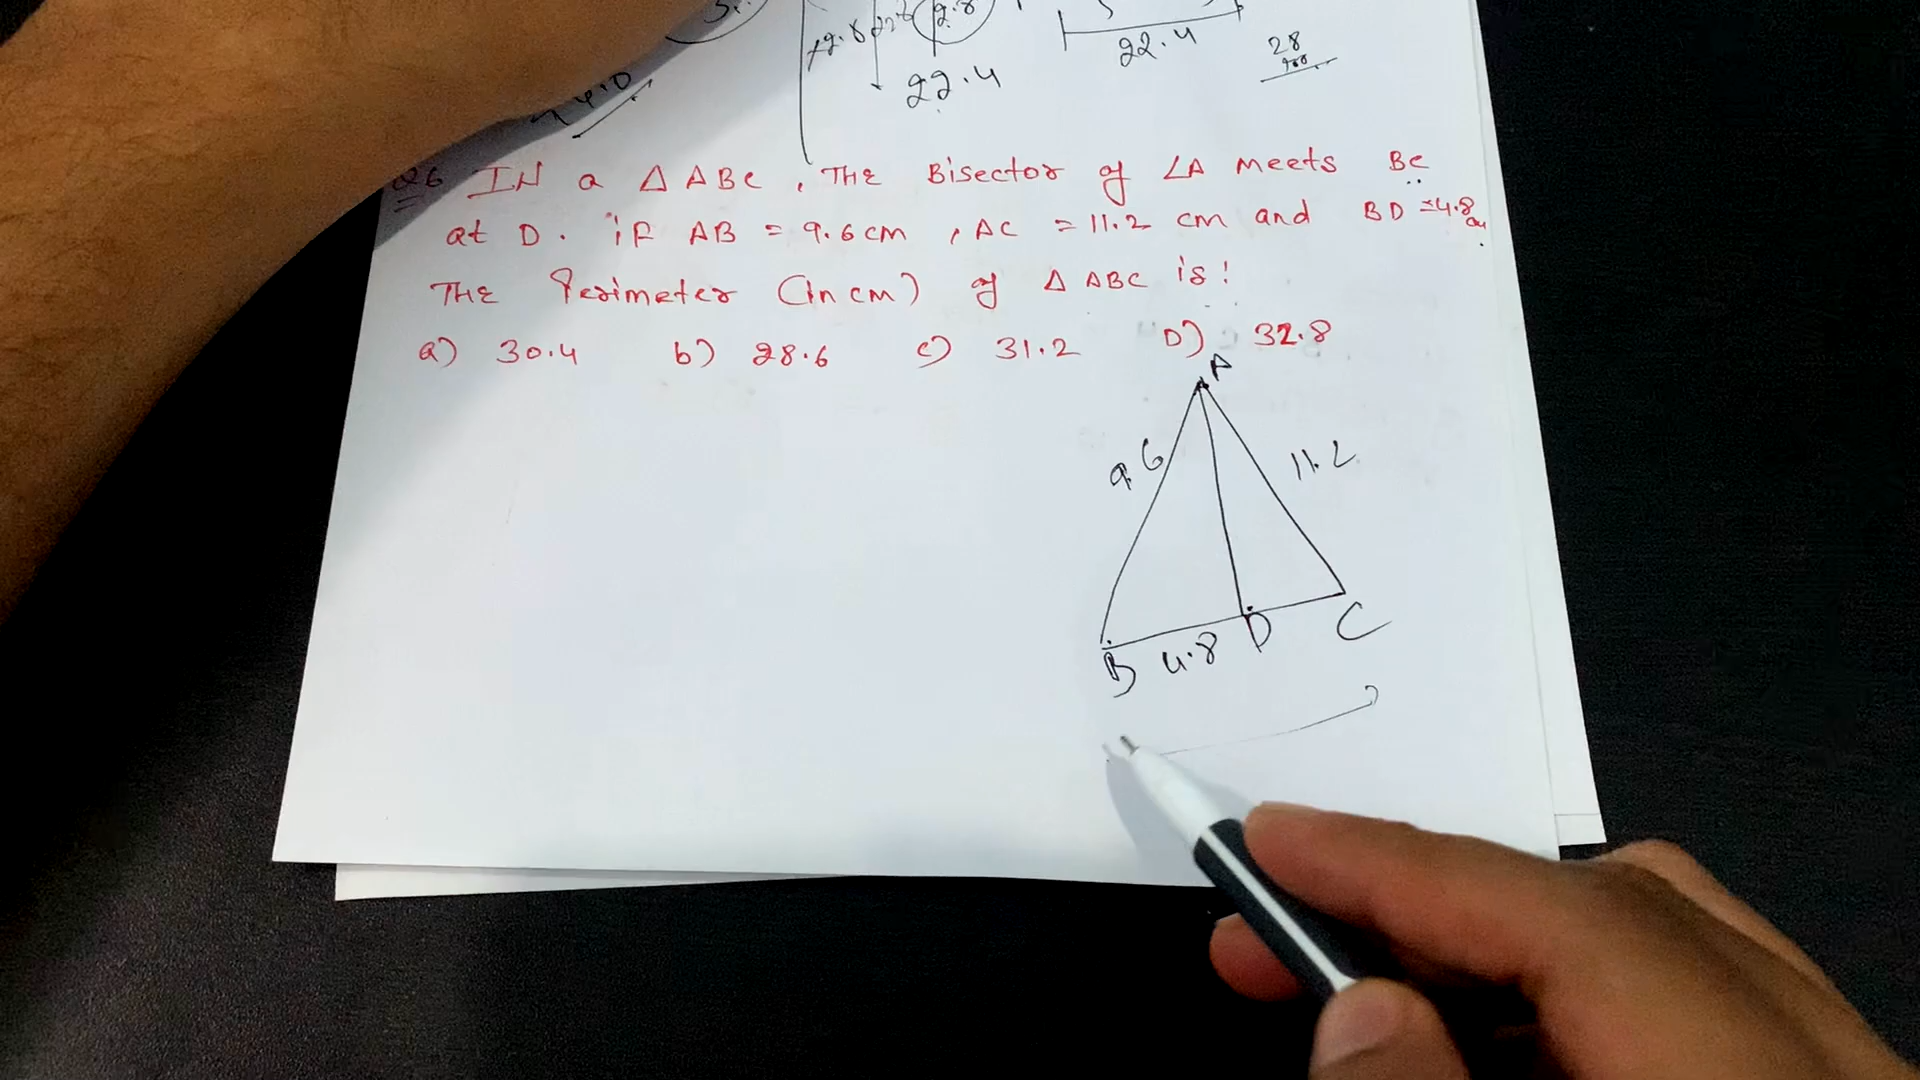 22.4
22.4
28
Q6 IN a △ ABC , THE Bisector of ∠A meets BC
at D. iF AB = 9.6 cm , AC = 11.2 cm and BD = 4.8 cm
THE Perimeter (in cm) of △ ABC is!
a) 30.4 b) 28.6 c) 31.2 D) 32.8
A
9.6 11.2
B 4.8 D C